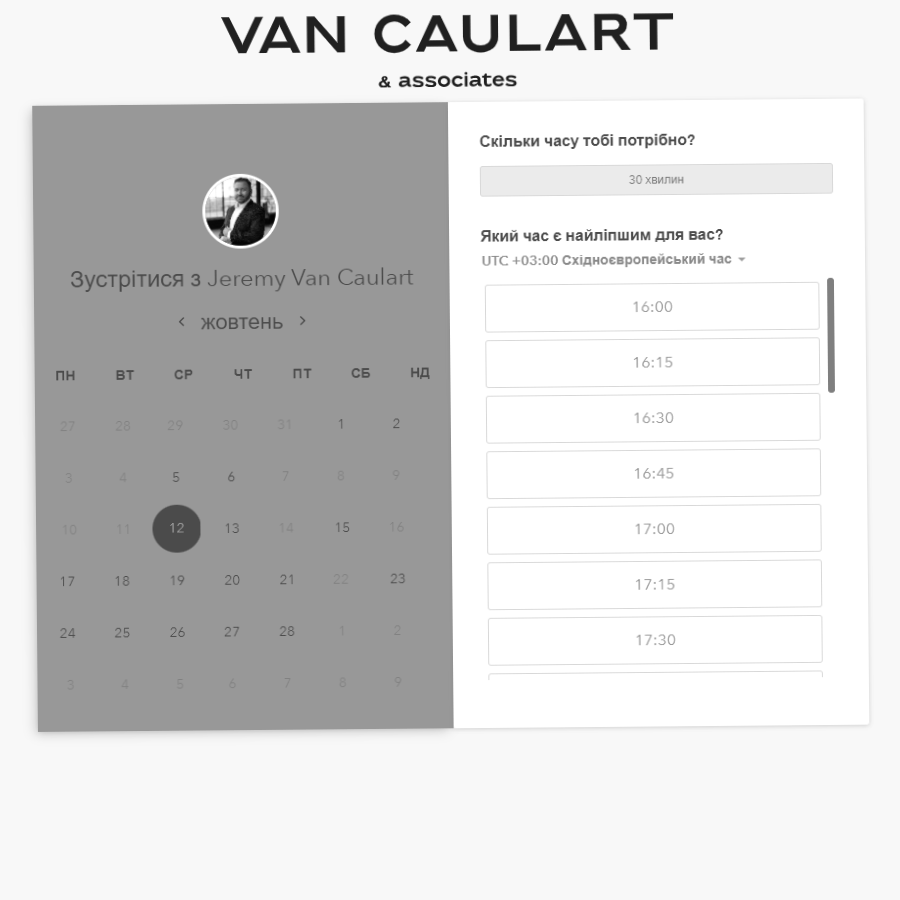 VAN CAULART
& associates
Зустрітися з Jeremy Van Caulart
жовтень
ПН ВТ СР ЧТ ПТ СБ НД
27 28 29 30 31 1 2
3 4 5 6 7 8 9
10 11 12 13 14 15 16
17 18 19 20 21 22 23
24 25 26 27 28 1 2
3 4 5 6 7 8 9
Скільки часу тобі потрібно?
30 хвилин
Який час є найліпшим для вас?
UTC +03:00 Східноєвропейський час
16:00
16:15
16:30
16:45
17:00
17:15
17:30